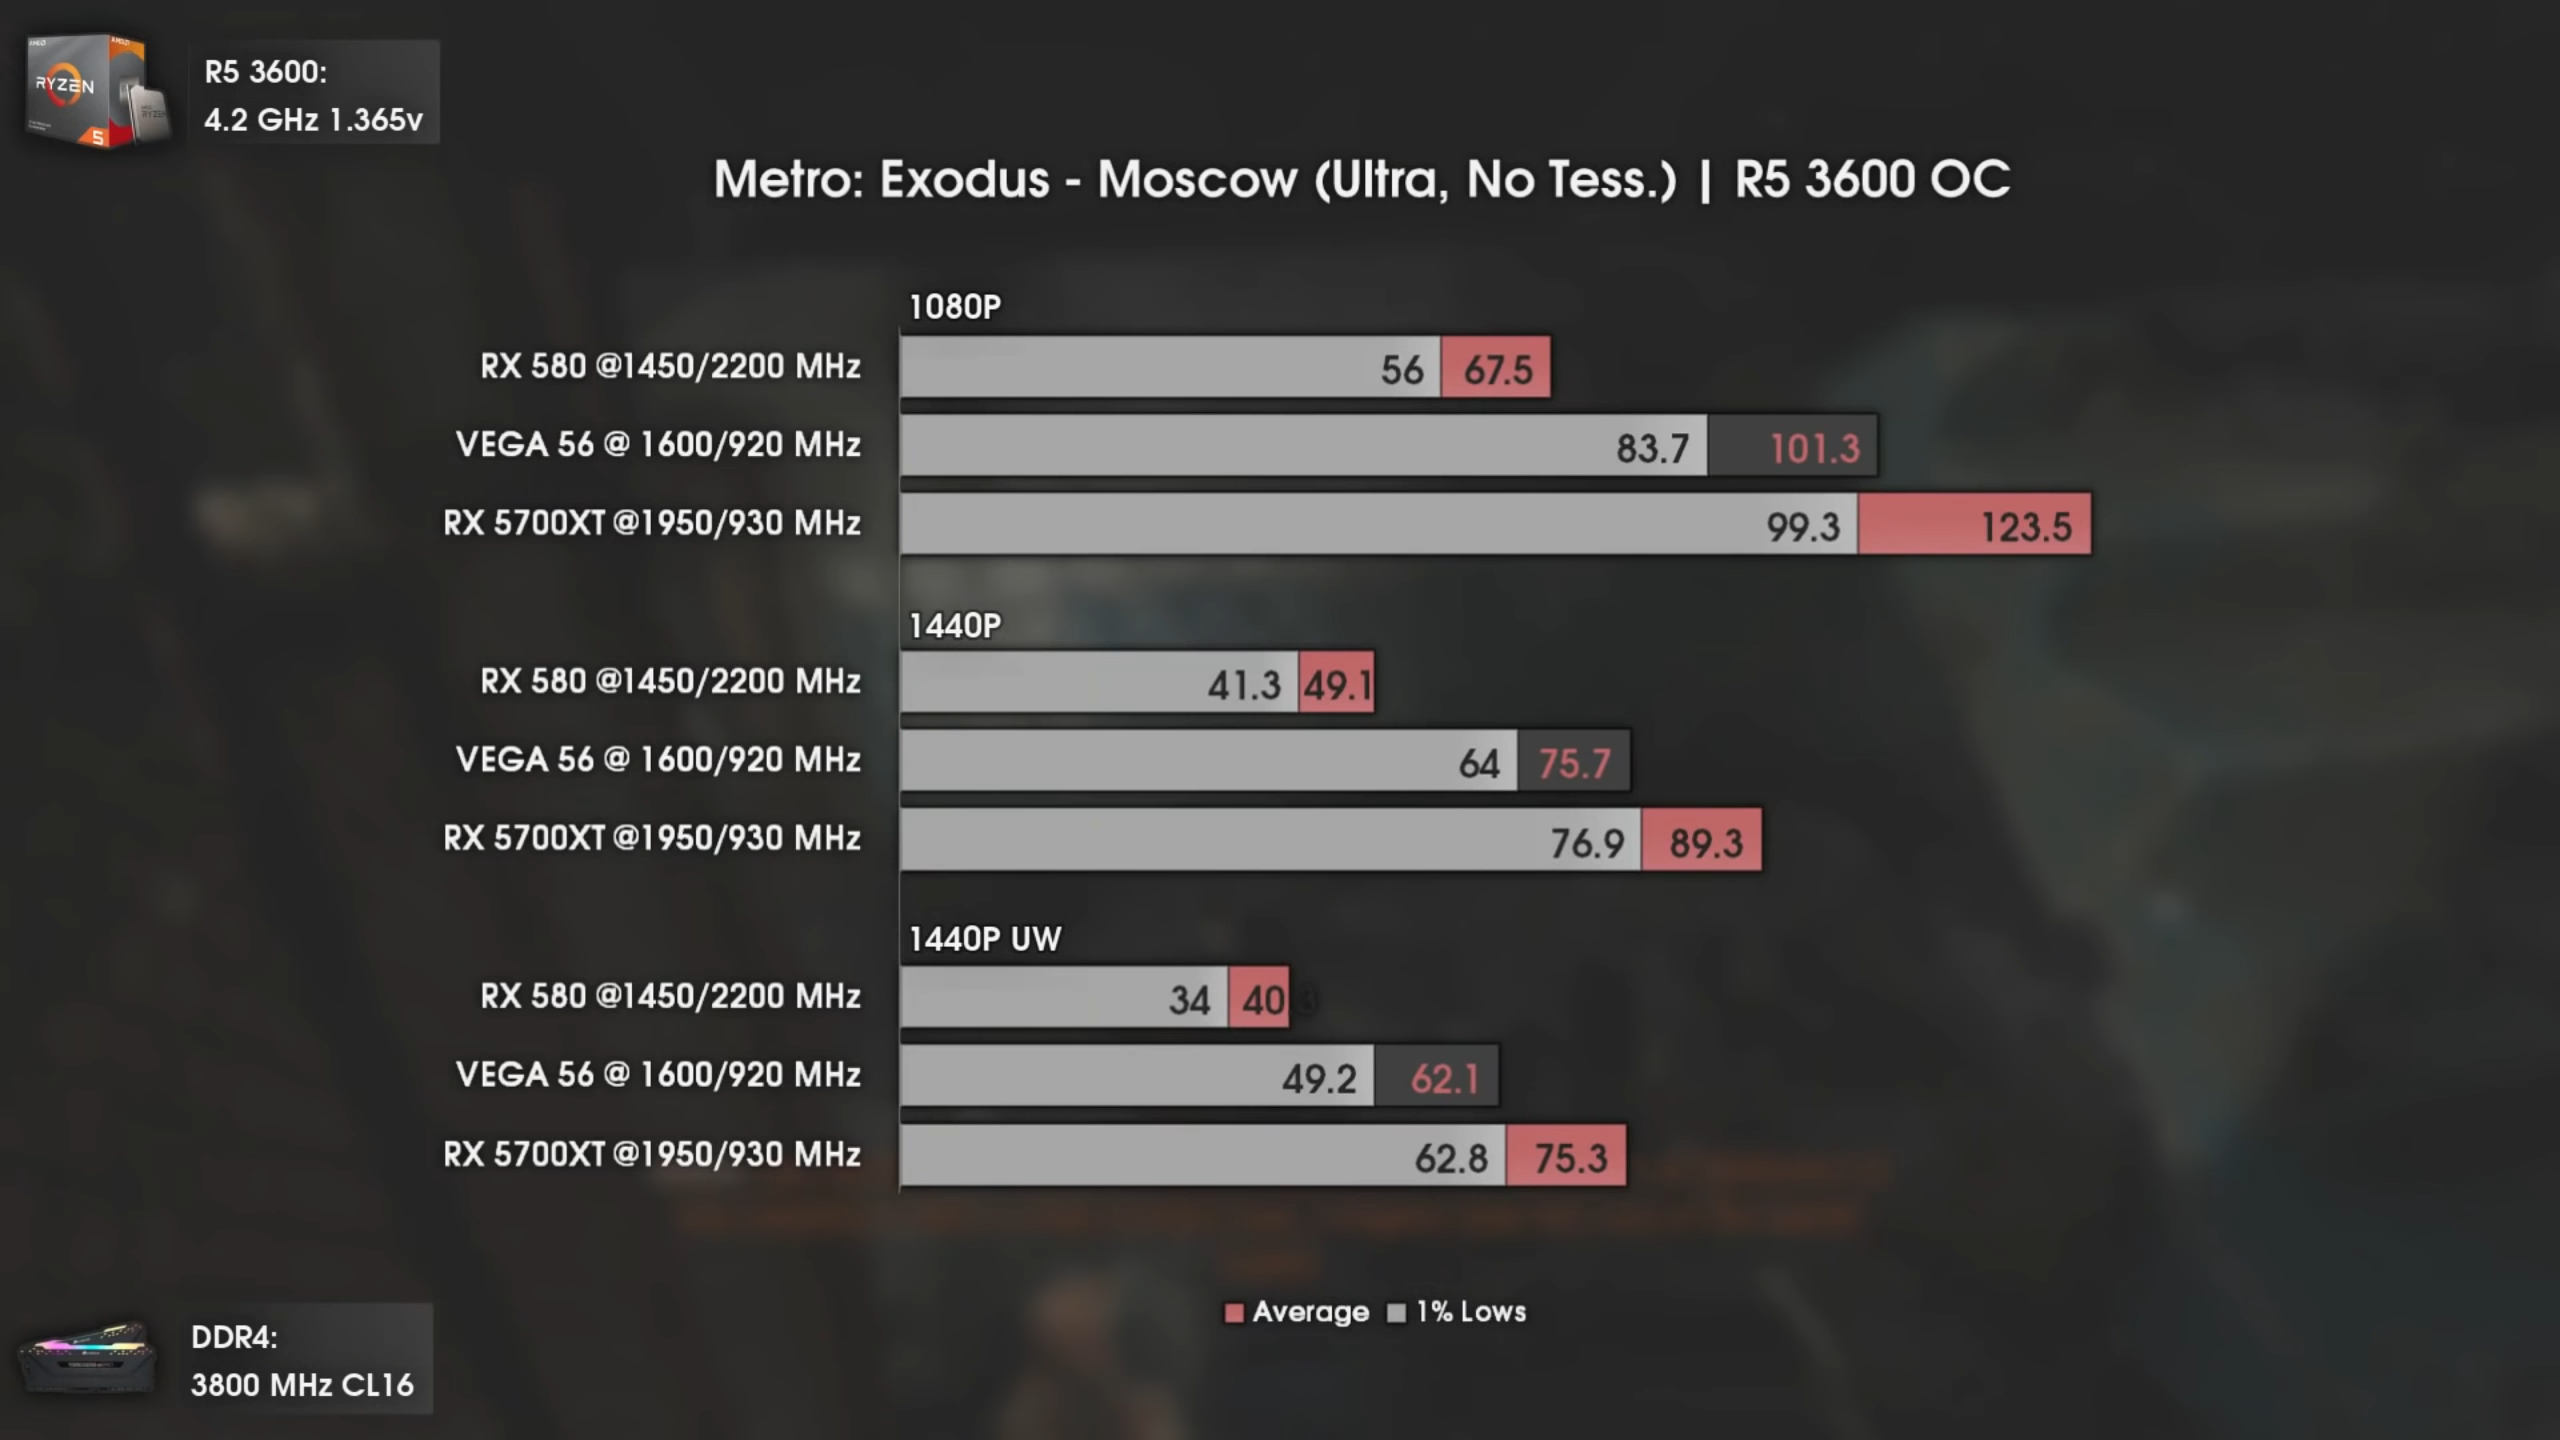 RYZEN
5
R5 3600:
4.2 GHz 1.365v
Metro: Exodus - Moscow (Ultra, No Tess.) | R5 3600 OC
1080P
RX 580 @1450/2200 MHz 56 67.5
VEGA 56 @ 1600/920 MHz 83.7 101.3
RX 5700XT @1950/930 MHz 99.3 123.5
1440P
RX 580 @1450/2200 MHz 41.3 49.1
VEGA 56 @ 1600/920 MHz 64 75.7
RX 5700XT @1950/930 MHz 76.9 89.3
1440P UW
RX 580 @1450/2200 MHz 34 40
VEGA 56 @ 1600/920 MHz 49.2 62.1
RX 5700XT @1950/930 MHz 62.8 75.3
Average 1% Lows
DDR4:
3800 MHz CL16